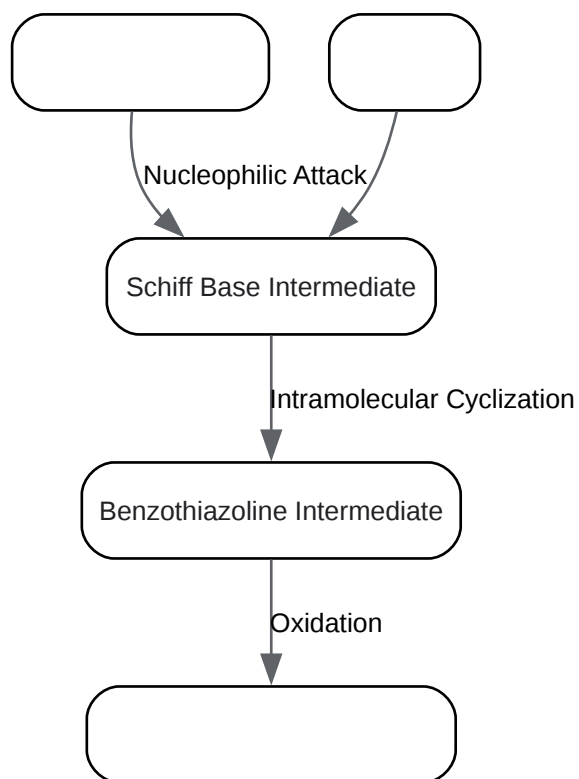 Nucleophilic Attack
Schiff Base Intermediate
Intramolecular Cyclization
Benzothiazoline Intermediate
Oxidation